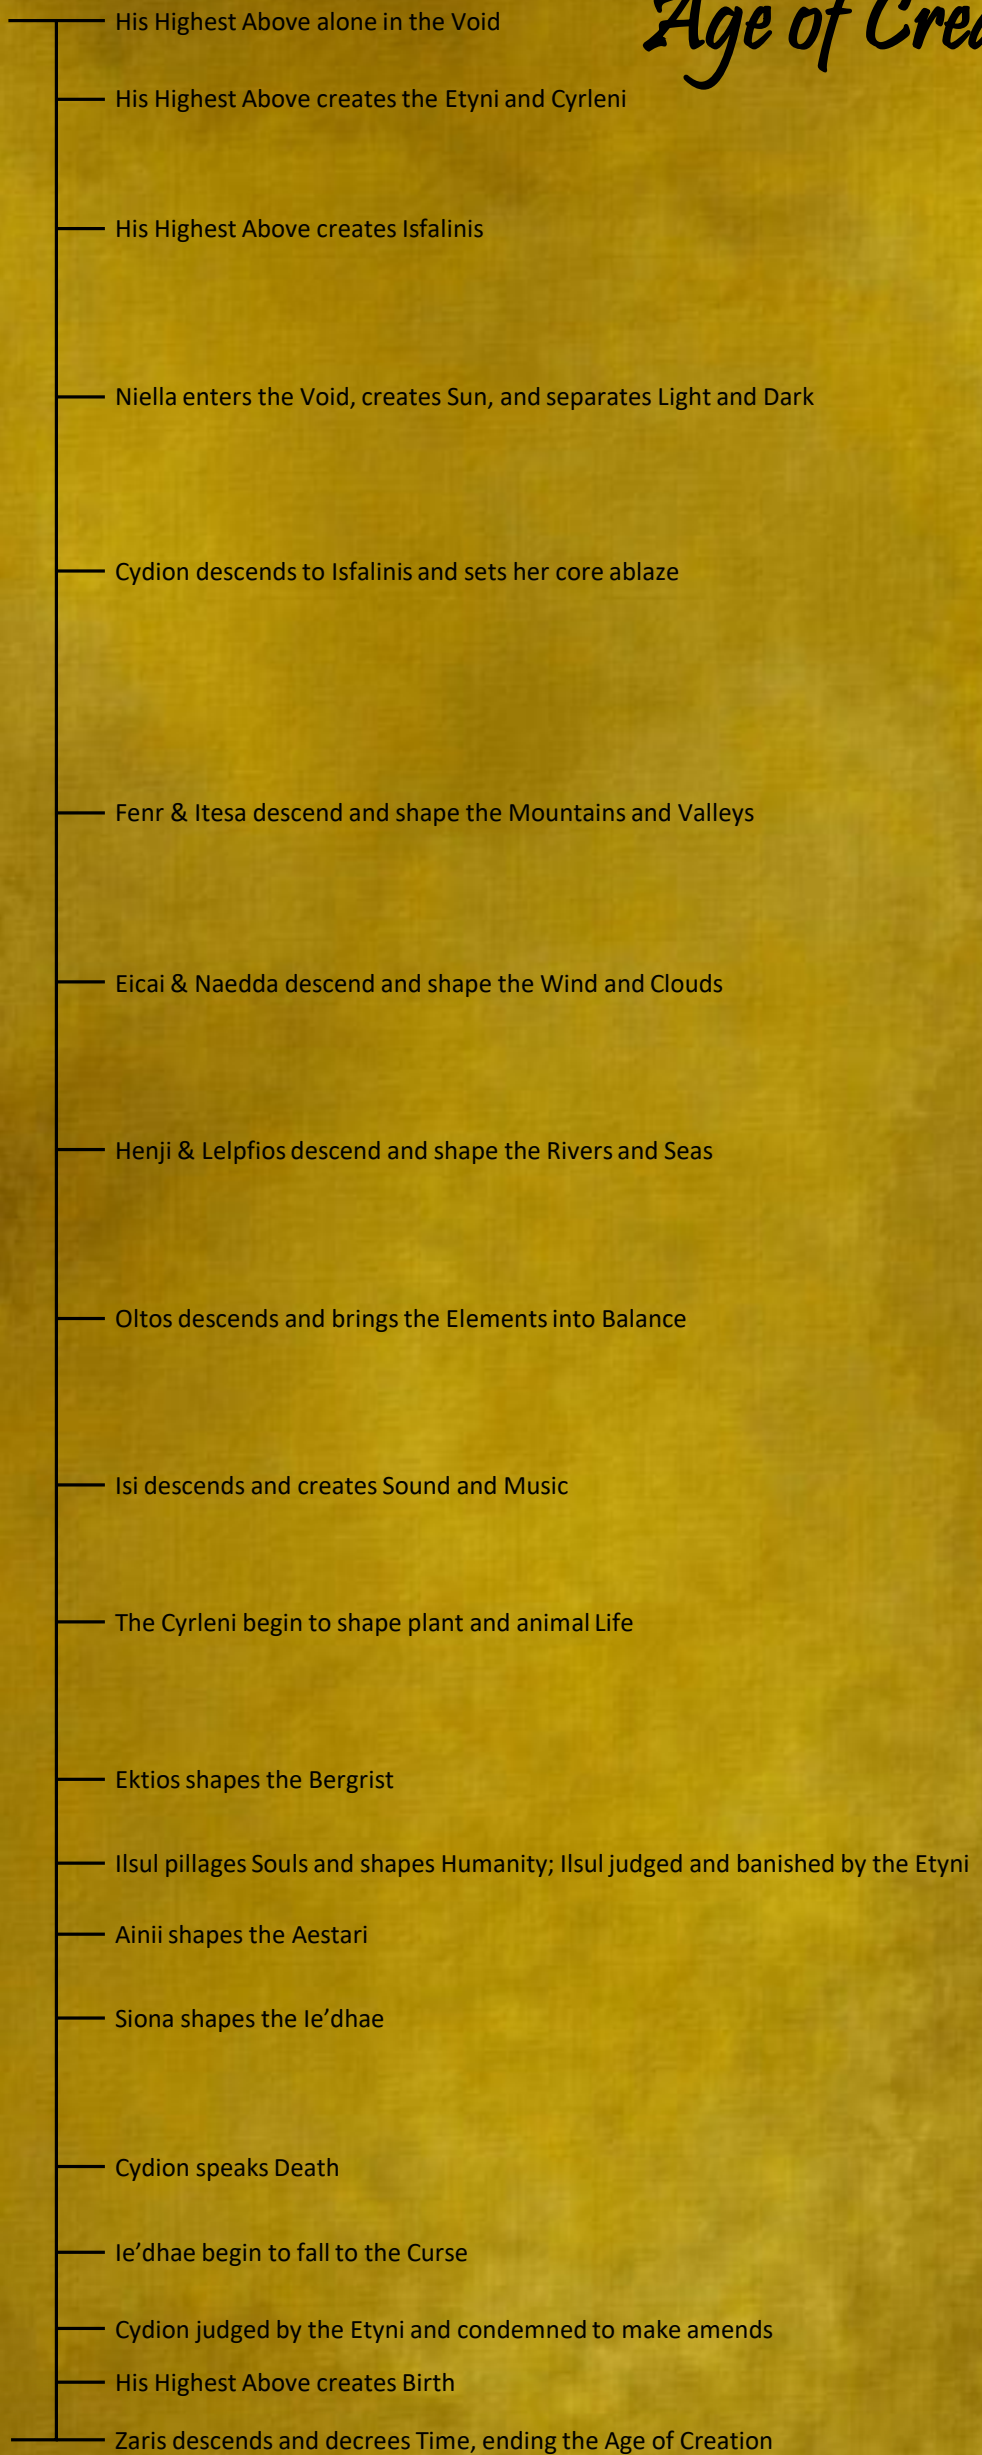 Age of
His Highest Above alone in the Void
His Highest Above creates the Etyni and Cyrleni
His Highest Above creates Isfalinis
Niella enters the Void, creates Sun, and separates Light and Dark
Cydion descends to Isfalinis and sets her core ablaze
Fenr & Itesa descend and shape the Mountains and Valleys
Eicai & Naedda descend and shape the Wind and Clouds
Henji & Lelpfios descend and shape the Rivers and Seas
Oltos descends and brings the Elements into Balance
Isi descends and creates Sound and Music
The Cyrleni begin to shape plant and animal Life
Ektios shapes the Bergrist
Ilsul pillages Souls and shapes Humanity; Ilsul judged and banished by the Etyni
Ainii shapes the Aestari
Siona shapes the Ie’dhae
Cydion speaks Death
Ie’dhae begin to fall to the Curse
Cydion judged by the Etyni and condemned to make amends
His Highest Above creates Birth
Zaris descends and decrees Time, ending the Age of Creation